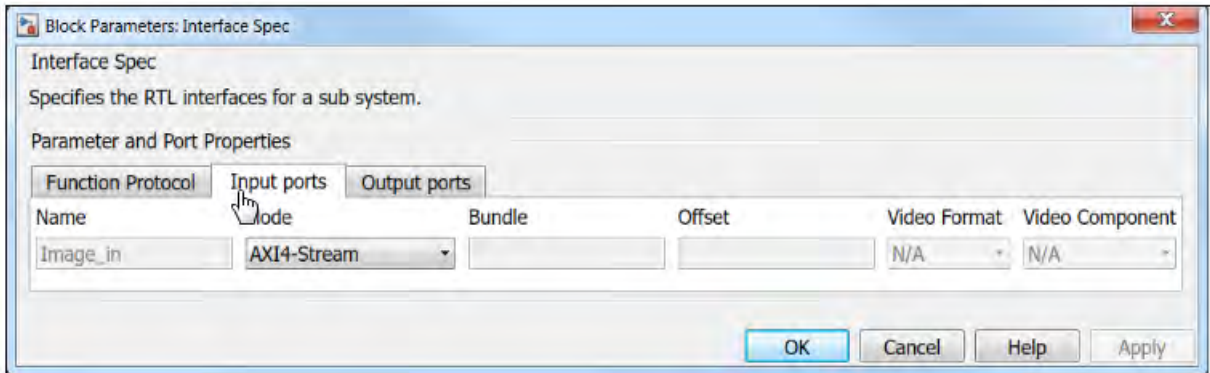 Block Parameters: Interface Spec
Interface Spec
Specifies the RTL interfaces for a sub system.
Parameter and Port Properties
Function Protocol Input ports Output ports
Name Mode Bundle Offset Video Format Video Component
Image_in AXI4-Stream N/A N/A
OK Cancel Help Apply